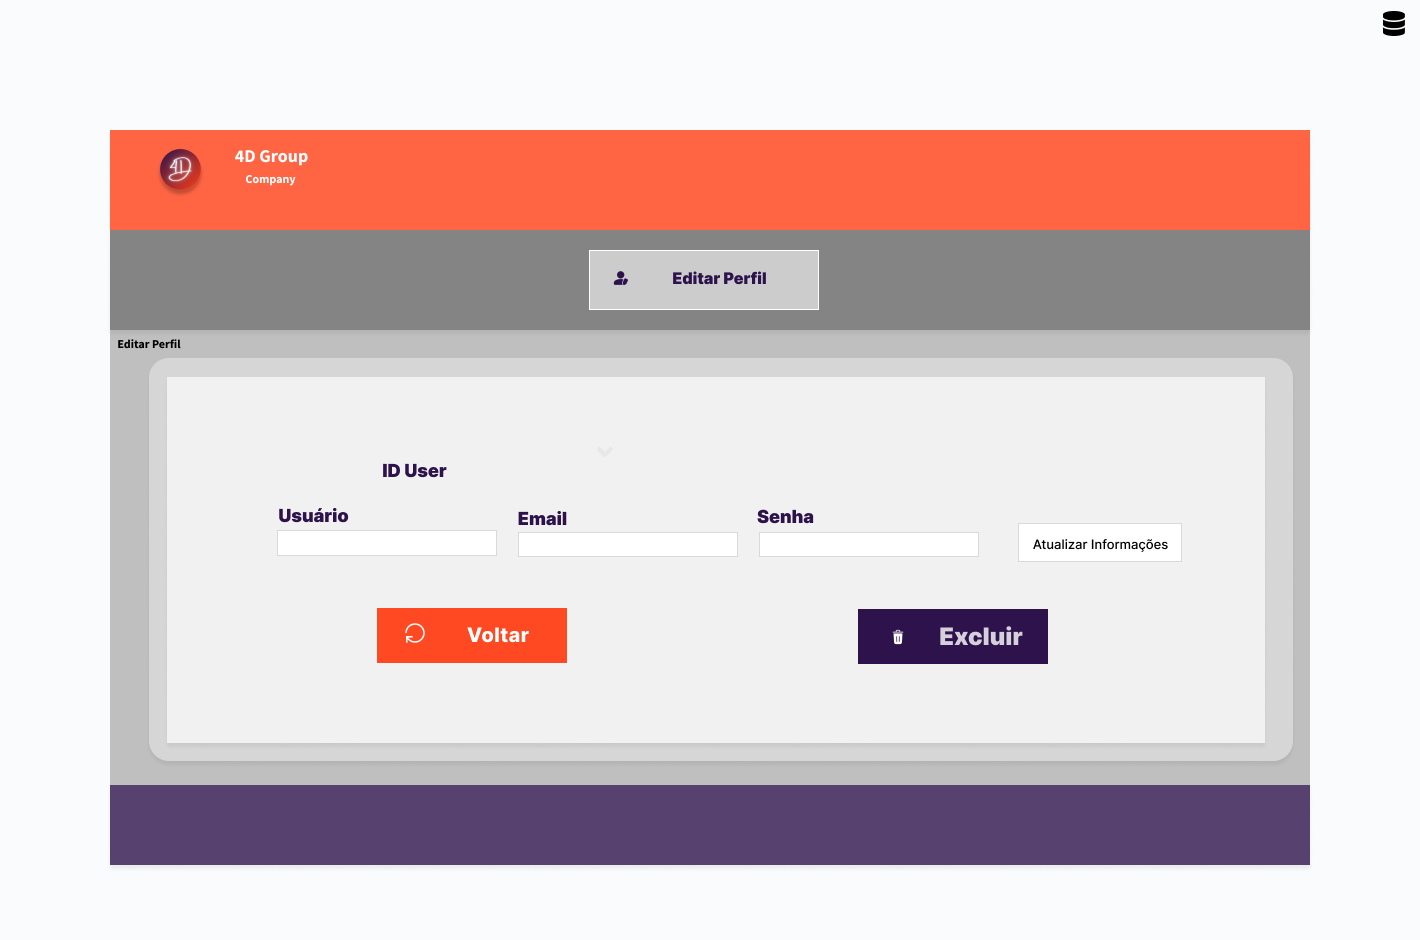 4D
4D Group
Company
Editar Perfil
Editar Perfil
ID User
Usuário
Email
Senha
Atualizar Informações
Voltar
Excluir